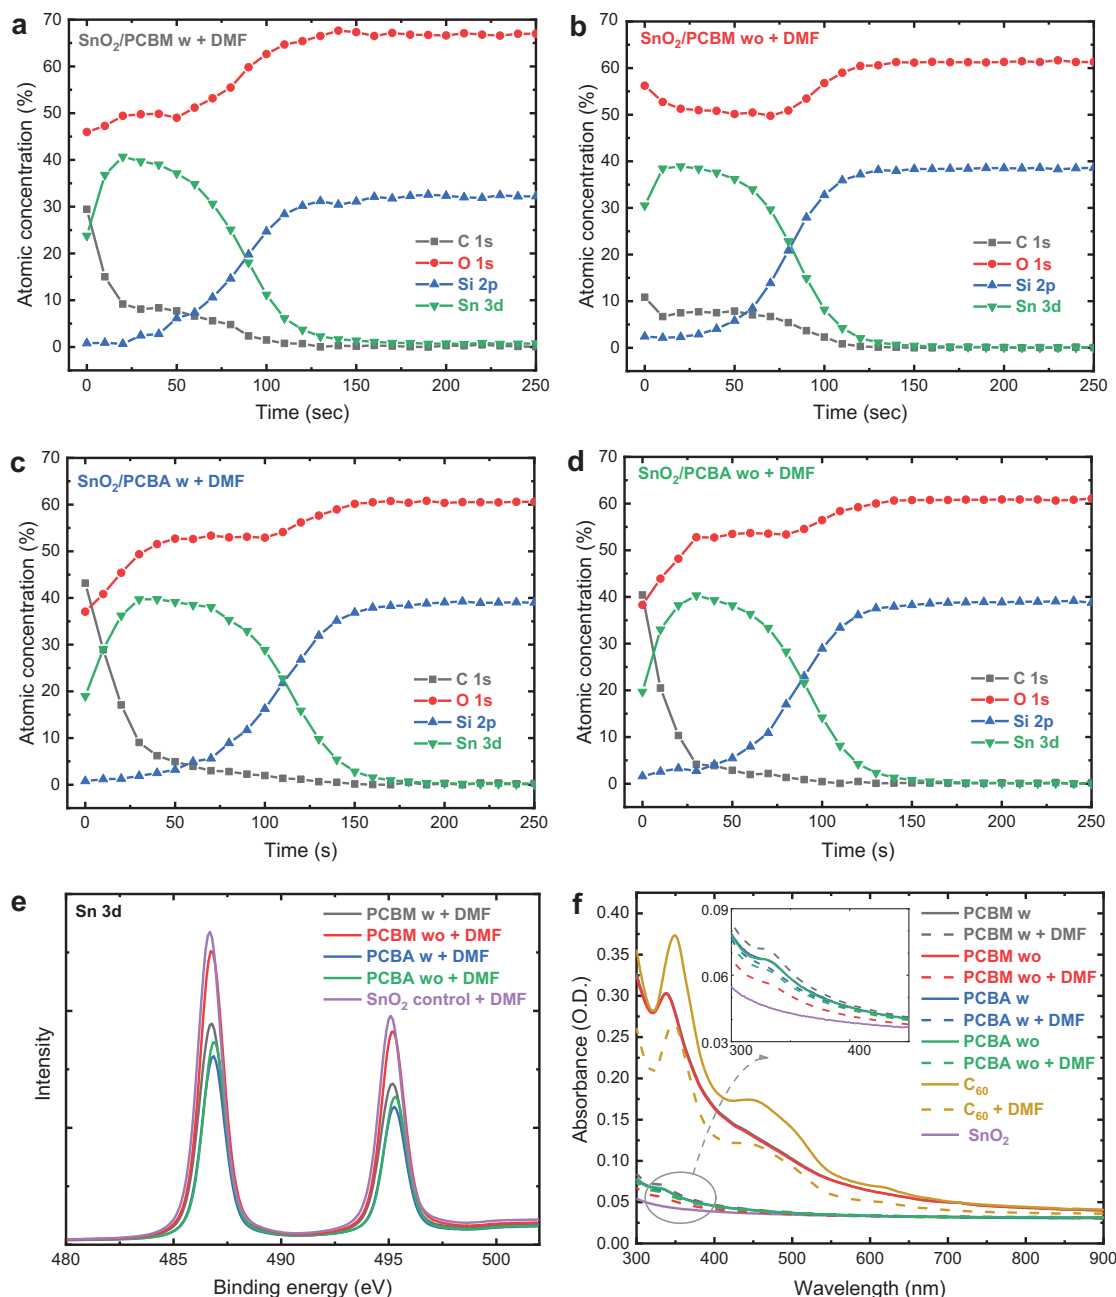 a
SnO2/PCBM w + DMF
Atomic concentration (%)
70
60
50
40
30
20
10
0
C 1s
O 1s
Si 2p
Sn 3d
0 50 100 150 200 250
Time (sec)
b
SnO2/PCBM wo + DMF
Atomic concentration (%)
70
60
50
40
30
20
10
0
C 1s
O 1s
Si 2p
Sn 3d
0 50 100 150 200 250
Time (sec)
c
SnO2/PCBA w + DMF
Atomic concentration (%)
70
60
50
40
30
20
10
0
C 1s
O 1s
Si 2p
Sn 3d
0 50 100 150 200 250
Time (s)
d
SnO2/PCBA wo + DMF
Atomic concentration (%)
70
60
50
40
30
20
10
0
C 1s
O 1s
Si 2p
Sn 3d
0 50 100 150 200 250
Time (s)
e
Sn 3d
Intensity
PCBM w + DMF
PCBM wo + DMF
PCBA w + DMF
PCBA wo + DMF
SnO2 control + DMF
480 485 490 495 500
Binding energy (eV)
f
Absorbance (O.D.)
0.40
0.35
0.30
0.25
0.20
0.15
0.10
0.05
0.00
0.09
0.06
0.03
300 400
PCBM w
PCBM w + DMF
PCBM wo
PCBM wo + DMF
PCBA w
PCBA w + DMF
PCBA wo
PCBA wo + DMF
C60
C60 + DMF
SnO2
300 400 500 600 700 800 900
Wavelength (nm)